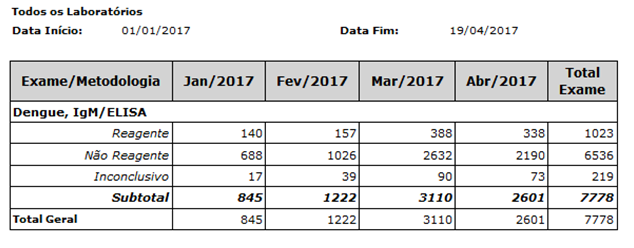 Todos os Laboratórios
Data Início: 01/01/2017 Data Fim: 19/04/2017
Exame/Metodologia Jan/2017 Fev/2017 Mar/2017 Abr/2017 Total Exame
Dengue, IgM/ELISA
Reagente 140 157 388 338 1023
Não Reagente 688 1026 2632 2190 6536
Inconclusivo 17 39 90 73 219
Subtotal 845 1222 3110 2601 7778
Total Geral 845 1222 3110 2601 7778